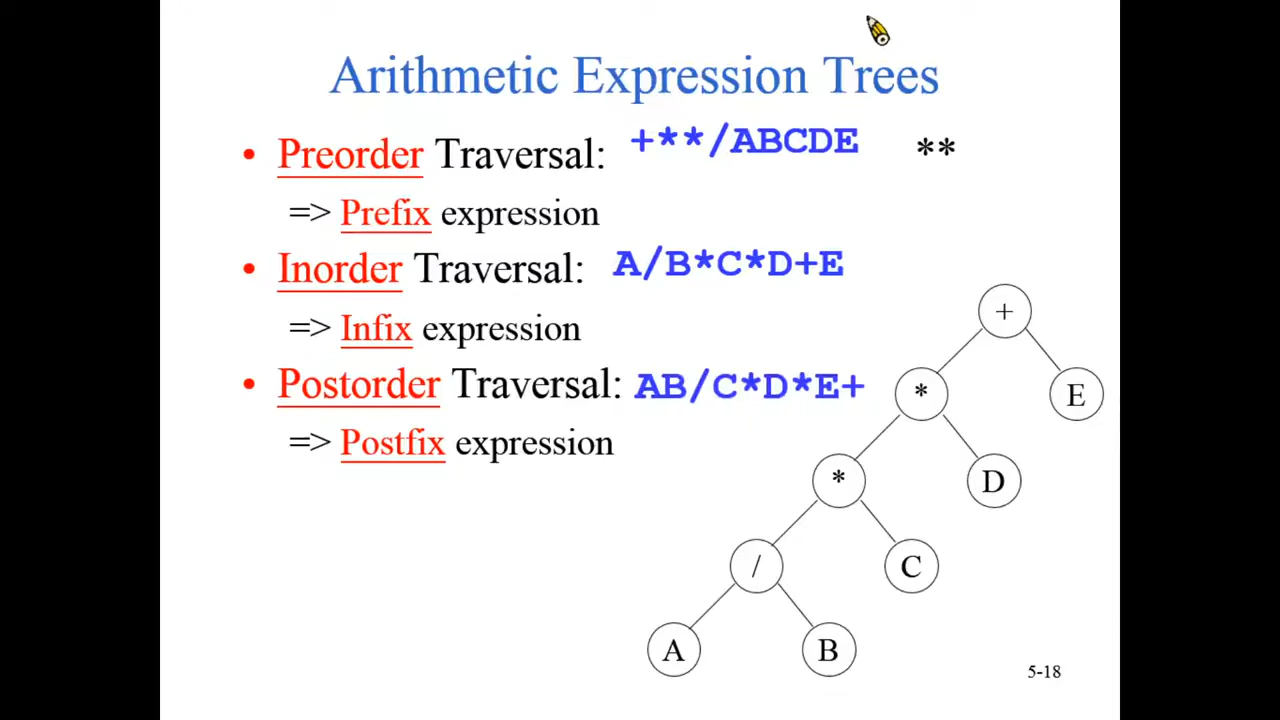 Arithmetic Expression Trees
• Preorder Traversal: +**/ABCDE **
=> Prefix expression
• Inorder Traversal: A/B*C*D+E
=> Infix expression
• Postorder Traversal: AB/C*D*E+
=> Postfix expression
+
* E
* D
/ C
A B
5-18